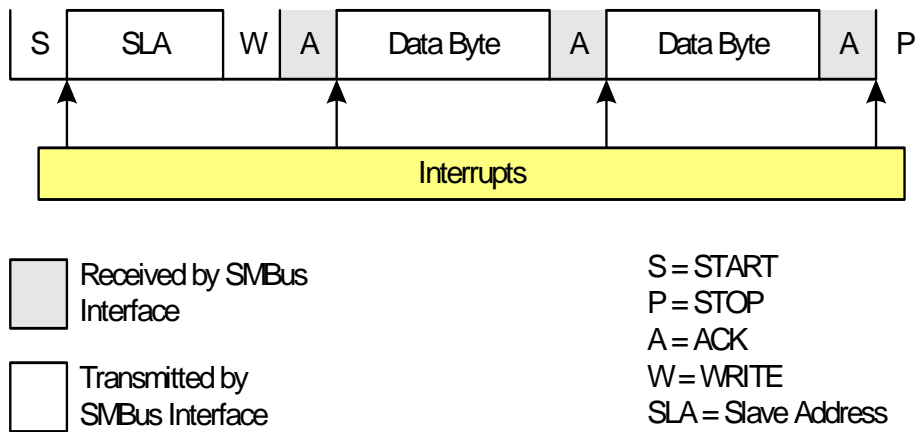 S SLA W A Data Byte A Data Byte A P
Interrupts
Received by SMBus
Interface
Transmitted by
SMBus Interface
S = START
P = STOP
A = ACK
W = WRITE
SLA = Slave Address